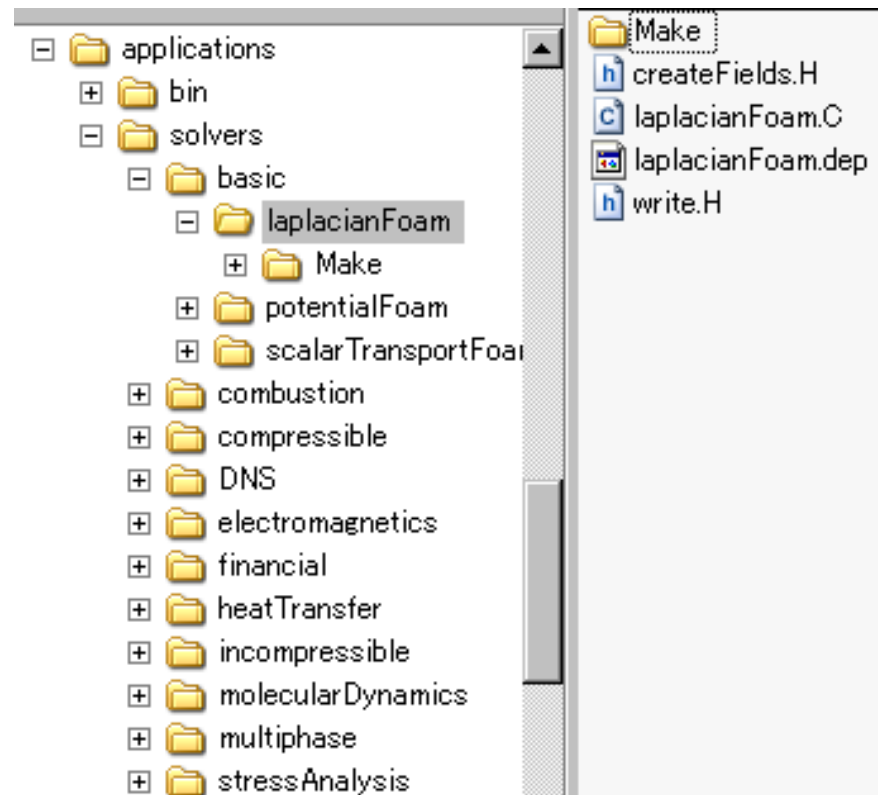 applications
bin
solvers
basic
laplacianFoam
Make
potentialFoam
scalarTransportFoa
combustion
compressible
DNS
electromagnetics
financial
heatTransfer
incompressible
molecularDynamics
multiphase
stressAnalysis
Make
createFields.H
laplacianFoam.C
laplacianFoam.dep
write.H